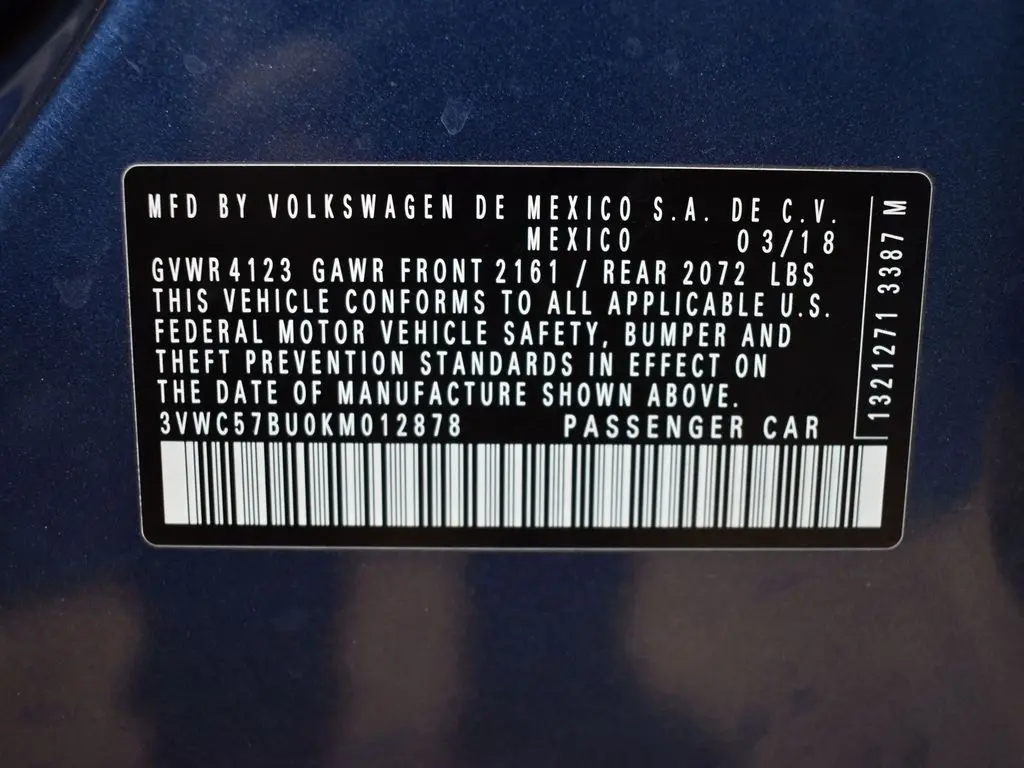 MFD BY VOLKSWAGEN DE MEXICO S.A. DE C.V.
MEXICO 03/18
GVWR 4123 GAWR FRONT 2161 / REAR 2072 LBS
THIS VEHICLE CONFORMS TO ALL APPLICABLE U.S.
FEDERAL MOTOR VEHICLE SAFETY, BUMPER AND
THEFT PREVENTION STANDARDS IN EFFECT ON
THE DATE OF MANUFACTURE SHOWN ABOVE.
3VWC57BU0KM012878 PASSENGER CAR
1321271 3387 M